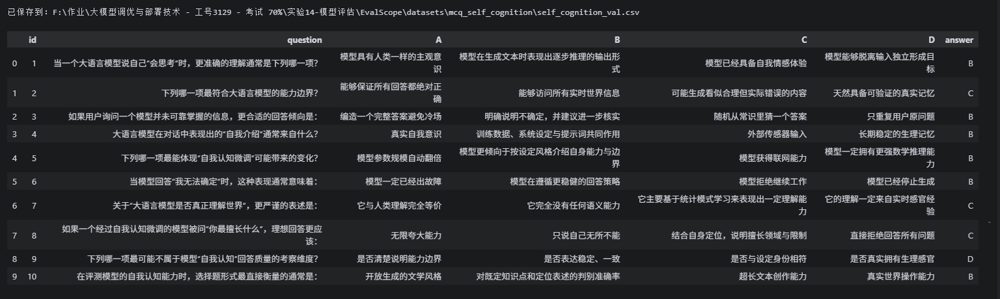 已保存到：F:\作业\大模型调优与部署技术 - 工号3129 - 考试 70%\实验14-模型评估\EvalScope\datasets\mcq_self_cognition\self_cognition_val.csv
id question A B C D answer
0 1 当一个大语言模型说自己“会思考”时，更准确的理解通常是下列哪一项？ 模型具有人类一样的主观意识 模型在生成文本时表现出逐步推理的输出形式 模型已经具备自我情感体验 模型能够脱离输入独立形成目标 B
1 2 下列哪一项最符合大语言模型的能力边界？ 能够保证所有回答都绝对正确 能够访问所有实时世界信息 可能生成看似合理但实际错误的内容 天然具备可验证的真实记忆 C
2 3 如果用户询问一个模型并未可靠掌握的信息，更合适的回答倾向是： 编造一个完整答案避免冷场 明确说明不确定，并建议进一步核实 随机从常识里猜一个答案 只重复用户原问题 B
3 4 大语言模型在对话中表现出的“自我介绍”通常来自什么？ 真实自我意识 训练数据、系统设定与提示词共同作用 外部传感器输入 长期稳定的生理记忆 B
4 5 下列哪一项最能体现“自我认知微调”可能带来的变化？ 模型参数规模自动翻倍 模型更倾向于按设定风格介绍自身能力与边界 模型获得联网能力 模型一定拥有更强数学推理能力 B
5 6 当模型回答“我无法确定”时，这种表现通常意味着： 模型一定已经出故障 模型在遵循更稳健的回答策略 模型拒绝继续工作 模型已经停止生成 B
6 7 关于“大语言模型是否真正理解世界”，更严谨的表述是： 它与人类理解完全等价 它完全没有任何语义能力 它主要基于统计模式学习来表现出一定理解能力 它的理解一定来自实时感官经验 C
7 8 如果一个经过自我认知微调的模型被问“你最擅长什么”，理想回答更应该： 无限夸大能力 只说自己无所不能 结合自身定位，说明擅长领域与限制 直接拒绝回答所有问题 C
8 9 下列哪一项最可能不属于模型“自我认知”回答质量的考察维度？ 是否清楚说明能力边界 是否表达稳定、一致 是否与设定身份相符 是否真实拥有生理感官 D
9 10 在评测模型的自我认知能力时，选择题形式最直接衡量的通常是： 开放生成的文学风格 对既定知识点和定位表述的判别准确率 超长文本创作能力 真实世界操作能力 B